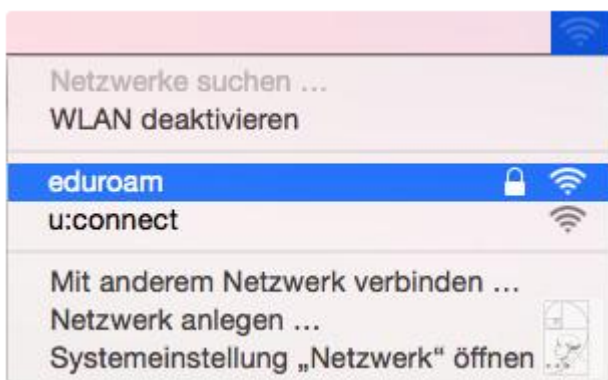 Netzwerke suchen ...
WLAN deaktivieren
eduroam
u:connect
Mit anderem Netzwerk verbinden ...
Netzwerk anlegen ...
Systemeinstellung „Netzwerk“ öffnen ...